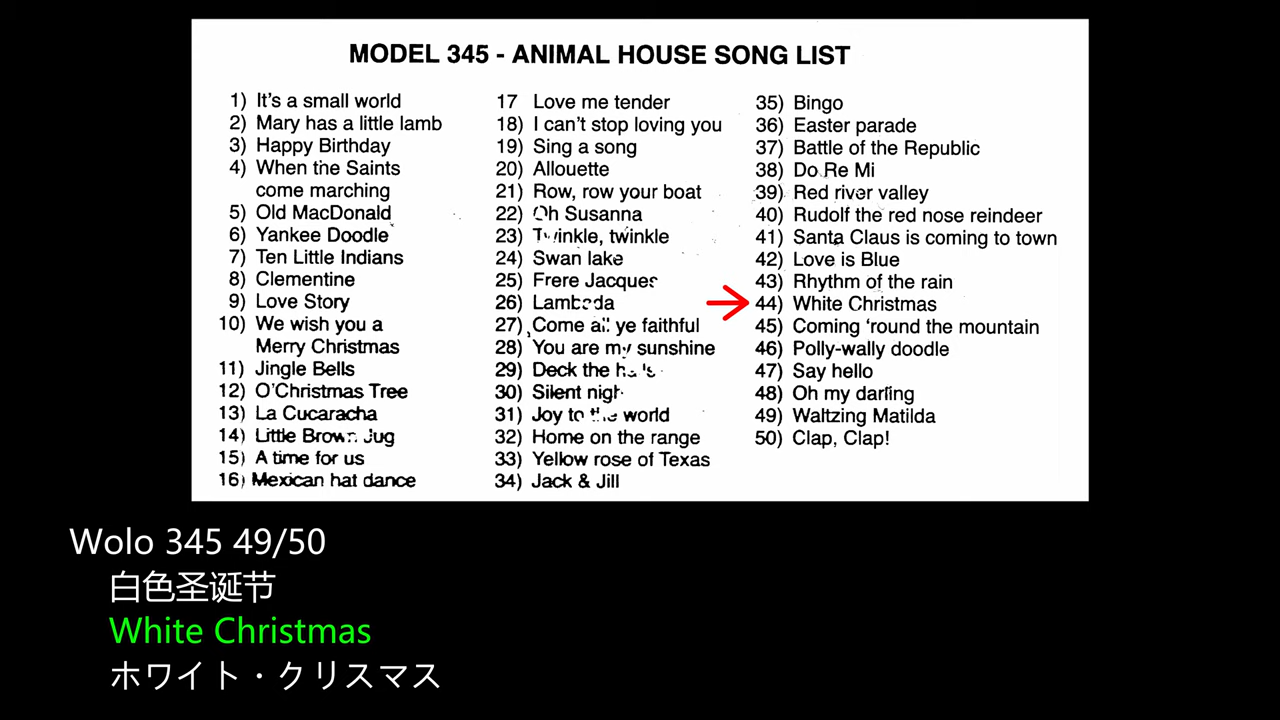 MODEL 345 - ANIMAL HOUSE SONG LIST
1) It's a small world
2) Mary has a little lamb
3) Happy Birthday
4) When the Saints
come marching
5) Old MacDonald
6) Yankee Doodle
7) Ten Little Indians
8) Clementine
9) Love Story
10) We wish you a
Merry Christmas
11) Jingle Bells
12) O'Christmas Tree
13) La Cucaracha
14) Little Brown Jug
15) A time for us
16) Mexican hat dance
17 Love me tender
18) I can't stop loving you
19) Sing a song
20) Allouette
21) Row, row your boat
22) Oh Susanna
23) Twinkle, twinkle
24) Swan lake
25) Frere Jacques
26) Lambada
27) Come all ye faithful
28) You are my sunshine
29) Deck the halls
30) Silent night
31) Joy to the world
32) Home on the range
33) Yellow rose of Texas
34) Jack & Jill
35) Bingo
36) Easter parade
37) Battle of the Republic
38) Do Re Mi
39) Red river valley
40) Rudolf the red nose reindeer
41) Santa Claus is coming to town
42) Love is Blue
43) Rhythm of the rain
44) White Christmas
45) Coming 'round the mountain
46) Polly-wally doodle
47) Say hello
48) Oh my darling
49) Waltzing Matilda
50) Clap, Clap!
Wolo 345 49/50
白色圣诞节
White Christmas
ホワイト・クリスマス